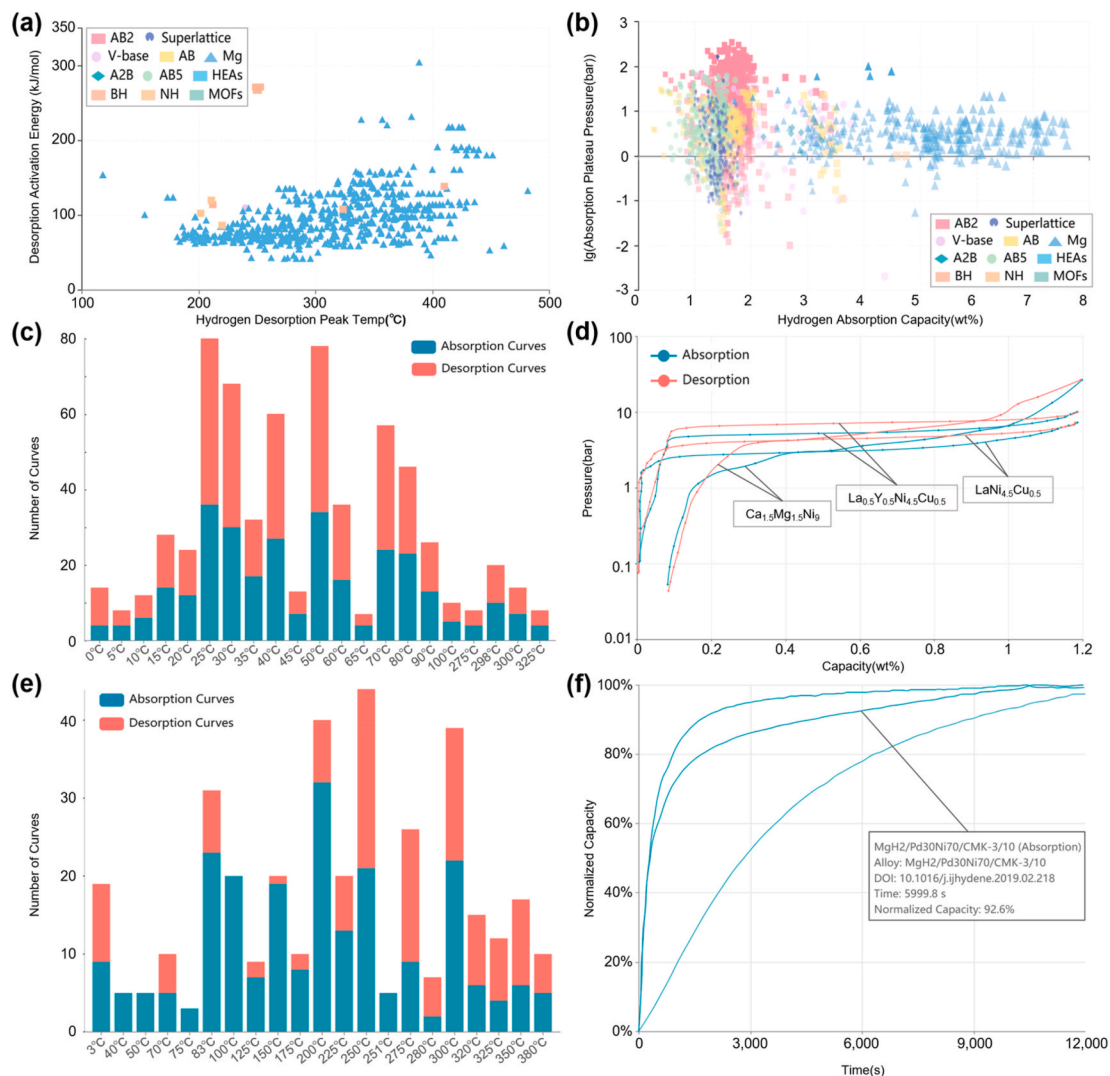 (a)
350
300
250
200
150
100
50
0
Desorption Activation Energy (kJ/mol)
AB2 Superlattice
V-base AB Mg
A2B AB5 HEAs
BH NH MOFs
100 200 300 400 500
Hydrogen Desorption Peak Temp(°C)
(b)
3
2
1
0
-1
-2
-3
lg(Absorption Plateau Pressure(bar))
AB2 Superlattice
V-base AB Mg
A2B AB5 HEAs
BH NH MOFs
0 1 2 3 4 5 6 7 8
Hydrogen Absorption Capacity(wt%)
(c)
80
60
40
20
0
Number of Curves
Absorption Curves
Desorption Curves
0°C 5°C 10°C 15°C 20°C 25°C 30°C 35°C 40°C 45°C 50°C 60°C 65°C 70°C 80°C 90°C 100°C 275°C 298°C 300°C 325°C
(d)
100
10
1
0.1
0.01
Pressure(bar)
Absorption
Desorption
Ca1.5Mg1.5Ni9
La0.5Y0.5Ni4.5Cu0.5
LaNi4.5Cu0.5
0 0.2 0.4 0.6 0.8 1 1.2
Capacity(wt%)
(e)
40
30
20
10
0
Number of Curves
Absorption Curves
Desorption Curves
3°C 40°C 50°C 70°C 75°C 83°C 100°C 125°C 150°C 175°C 200°C 225°C 250°C 251°C 275°C 280°C 300°C 320°C 325°C 350°C 380°C
(f)
100%
80%
60%
40%
20%
0%
Normalized Capacity
MgH2/Pd30Ni70/CMK-3/10 (Absorption)
Alloy: MgH2/Pd30Ni70/CMK-3/10
DOI: 10.1016/j.ijhydene.2019.02.218
Time: 5999.8 s
Normalized Capacity: 92.6%
0 3,000 6,000 9,000 12,000
Time(s)